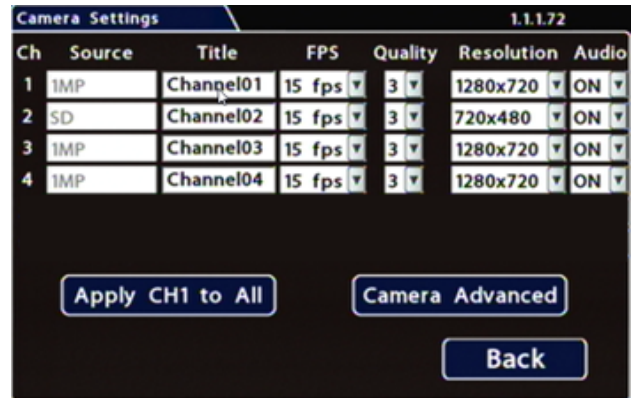 Camera Settings 1.1.1.72
Ch Source Title FPS Quality Resolution Audio
1 1MP Channel01 15 fps 3 1280x720 ON
2 SD Channel02 15 fps 3 720x480 ON
3 1MP Channel03 15 fps 3 1280x720 ON
4 1MP Channel04 15 fps 3 1280x720 ON
Apply CH1 to All Camera Advanced
Back